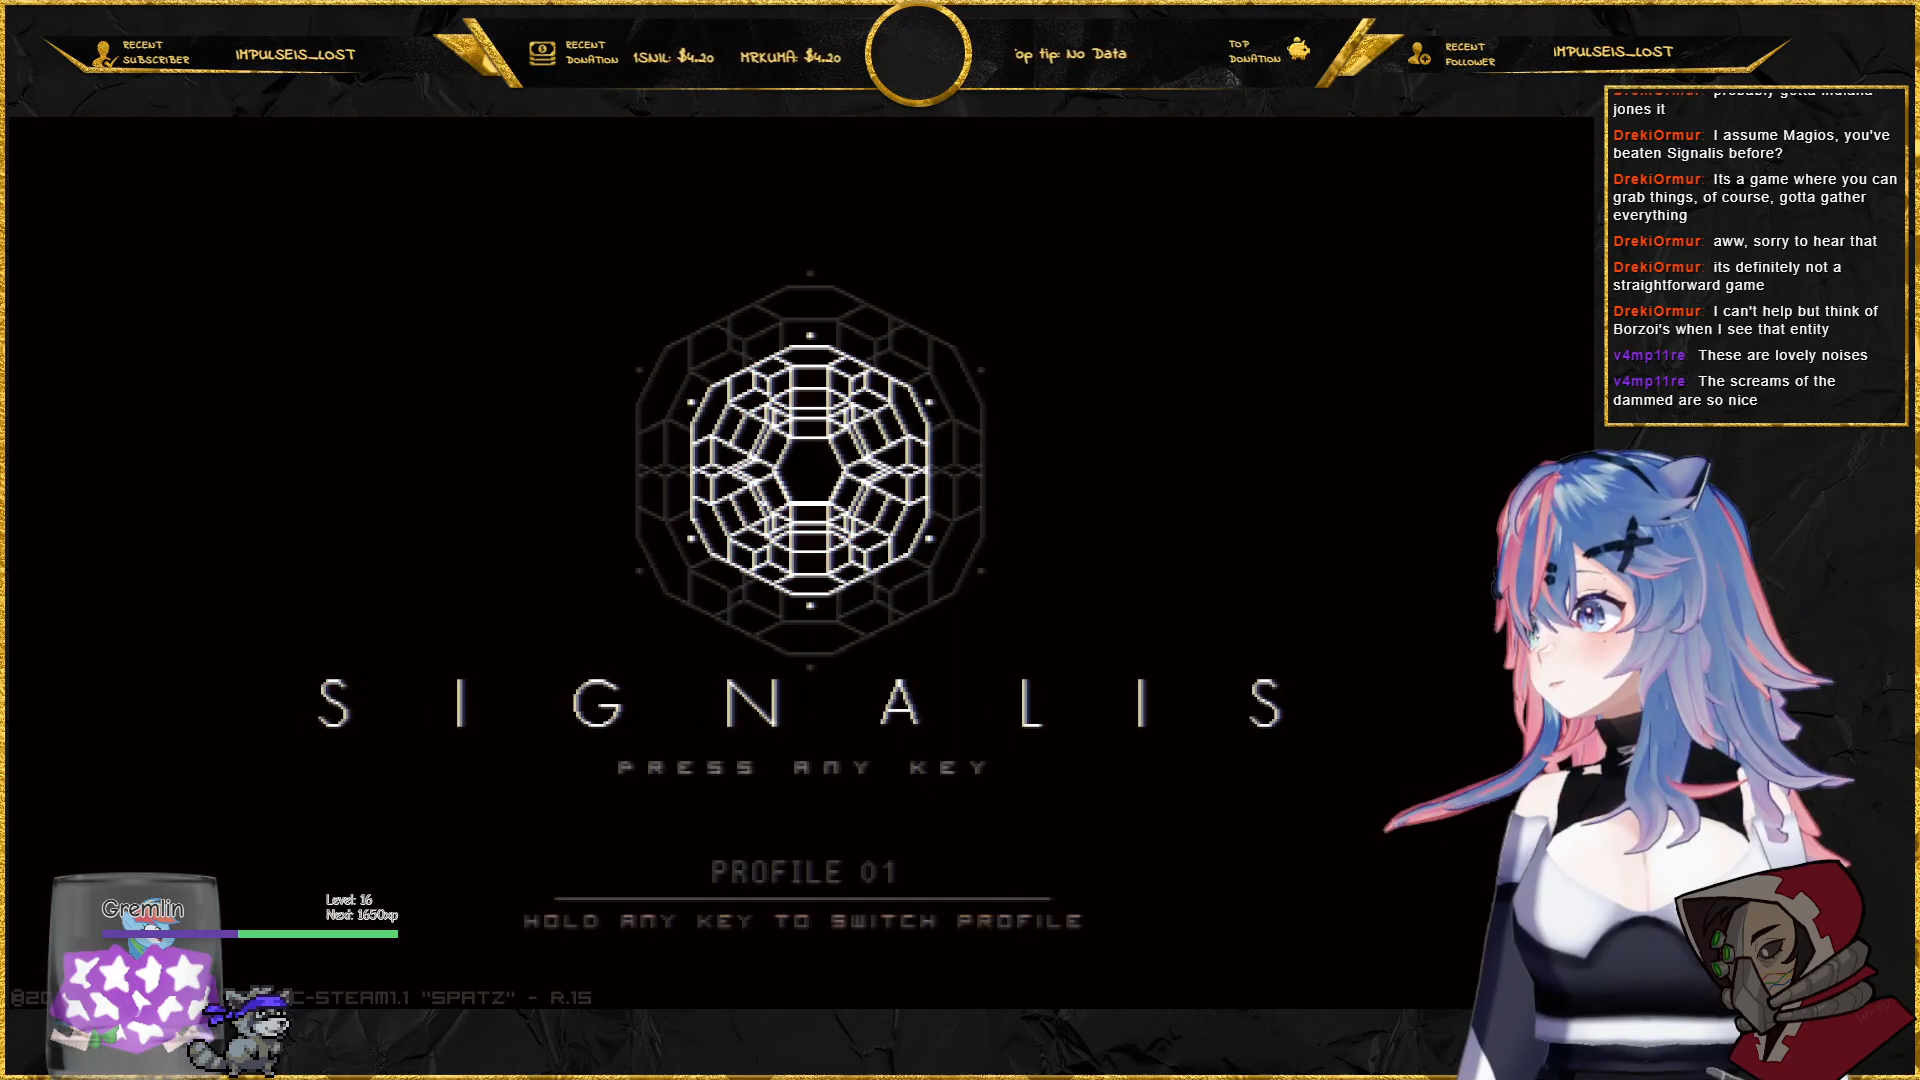 RECENT
SUBSCRIBER
IMPULSEIS_LOST
RECENT
DONATION
1SNIL: $4.20
MRKUMA: $4.20
op tip: No Data
TOP
DONATION
RECENT
FOLLOWER
IMPULSEIS_LOST
jones it
DrekiOrmur: I assume Magios, you've
beaten Signalis before?
DrekiOrmur: Its a game where you can
grab things, of course, gotta gather
everything
DrekiOrmur: aww, sorry to hear that
DrekiOrmur: its definitely not a
straightforward game
DrekiOrmur: I can't help but think of
Borzoi's when I see that entity
v4mp11re: These are lovely noises
v4mp11re: The screams of the
dammed are so nice
SIGNALIS
PRESS ANY KEY
PROFILE 01
HOLD ANY KEY TO SWITCH PROFILE
Gremlin
Level: 16
Next: 1650xp
C-STEAM1.1 "SPATZ" - R.15